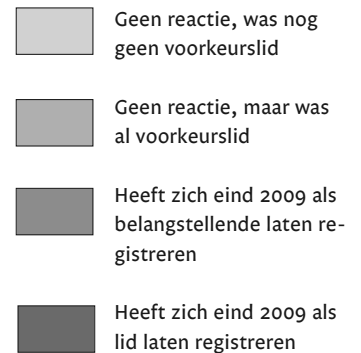 Geen reactie, was nog
geen voorkeurslid
Geen reactie, maar was
al voorkeurslid
Heeft zich eind 2009 als
belangstellende laten re-
gistreren
Heeft zich eind 2009 als
lid laten registreren